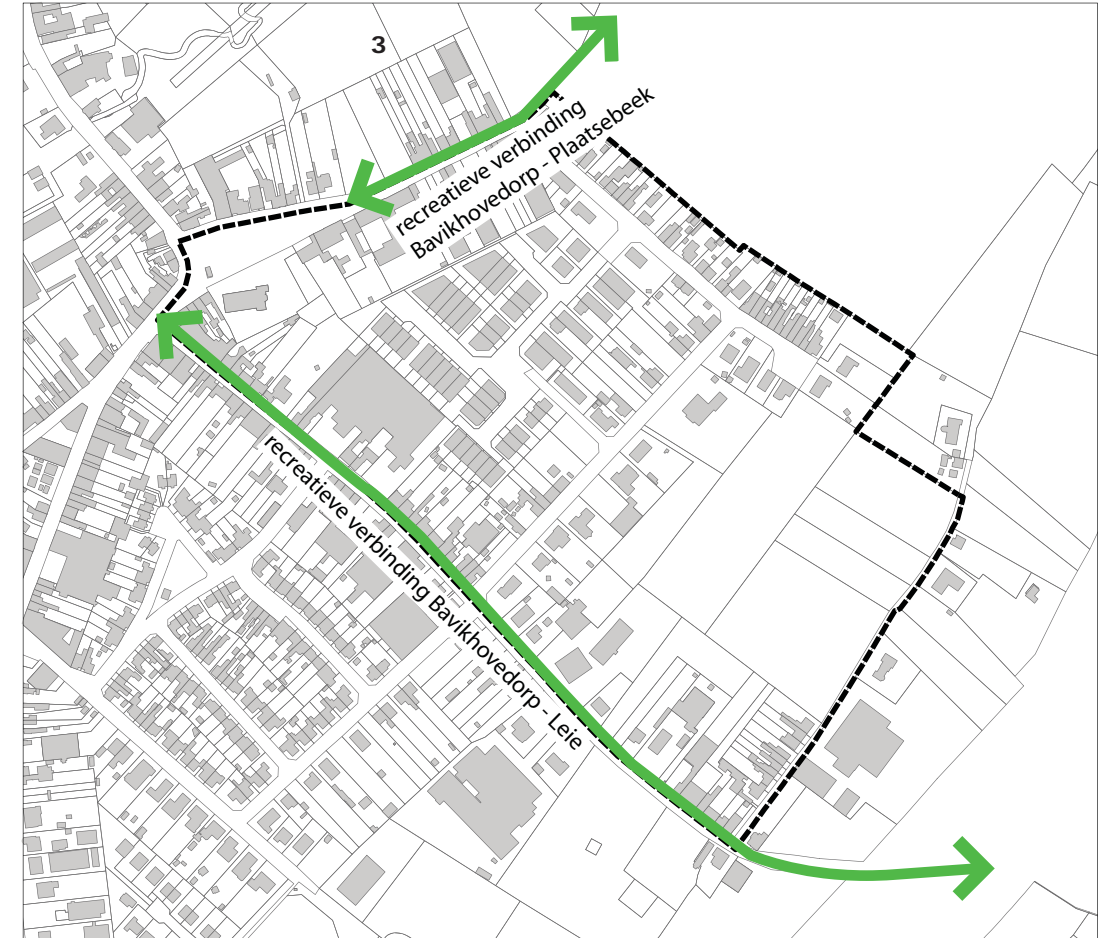 3
recreatieve verbinding
Bavikhovedorp - Plaatsebeek
recreatieve verbinding Bavikhovedorp - Leie